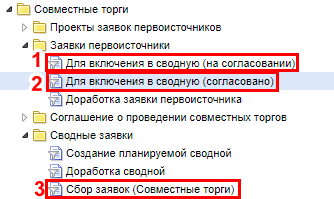 Совместные торги
Проекты заявок первоисточников
Заявки первоисточники
1 Для включения в сводную (на согласовании)
2 Для включения в сводную (согласовано)
Доработка заявки первоисточника
Соглашение о проведении совместных торгов
Сводные заявки
Создание планируемой сводной
Доработка сводной
3 Сбор заявок (Совместные торги)